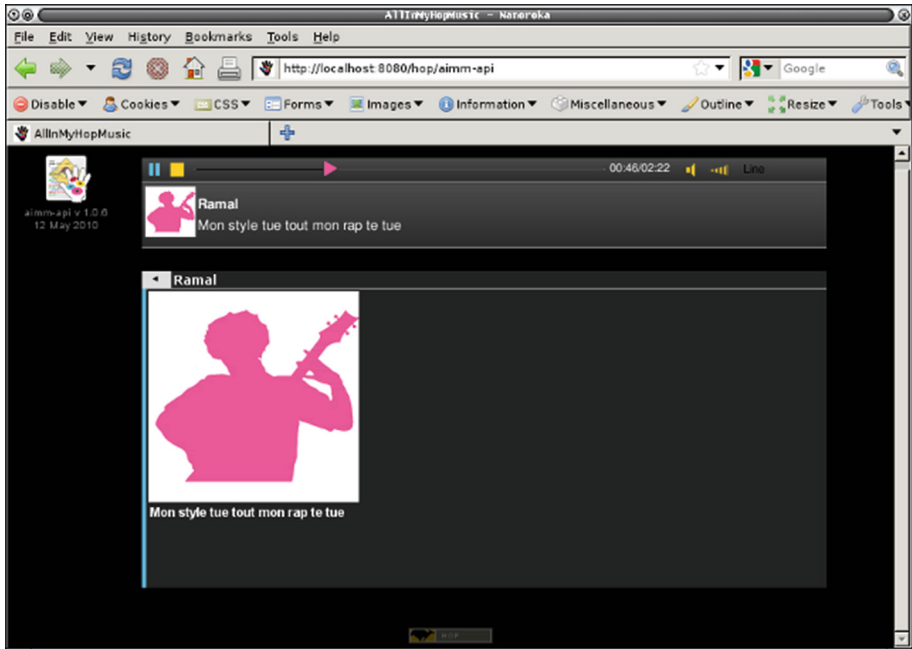 AllInMyHopMusic - Namoroka
File Edit View History Bookmarks Tools Help
http://localhost:8080/hop/aimm-api
Google
Disable Cookies CSS Forms Images Information Miscellaneous Outline Resize Tools
AllInMyHopMusic
00:46/02:22
Line
aimm-api v 1.0.0
12 May 2010
Ramal
Mon style tue tout mon rap te tue
Ramal
Mon style tue tout mon rap te tue
HOP